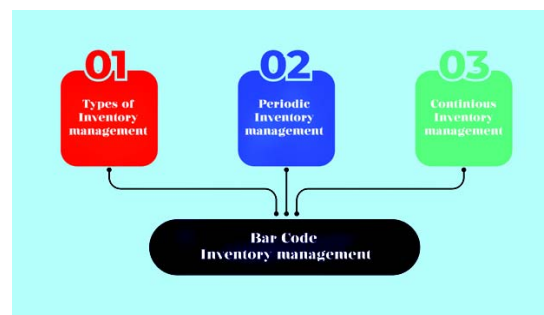 01
Types of
Inventory
management
02
Periodic
Inventory
management
03
Continious
Inventory
management
Bar Code
Inventory management